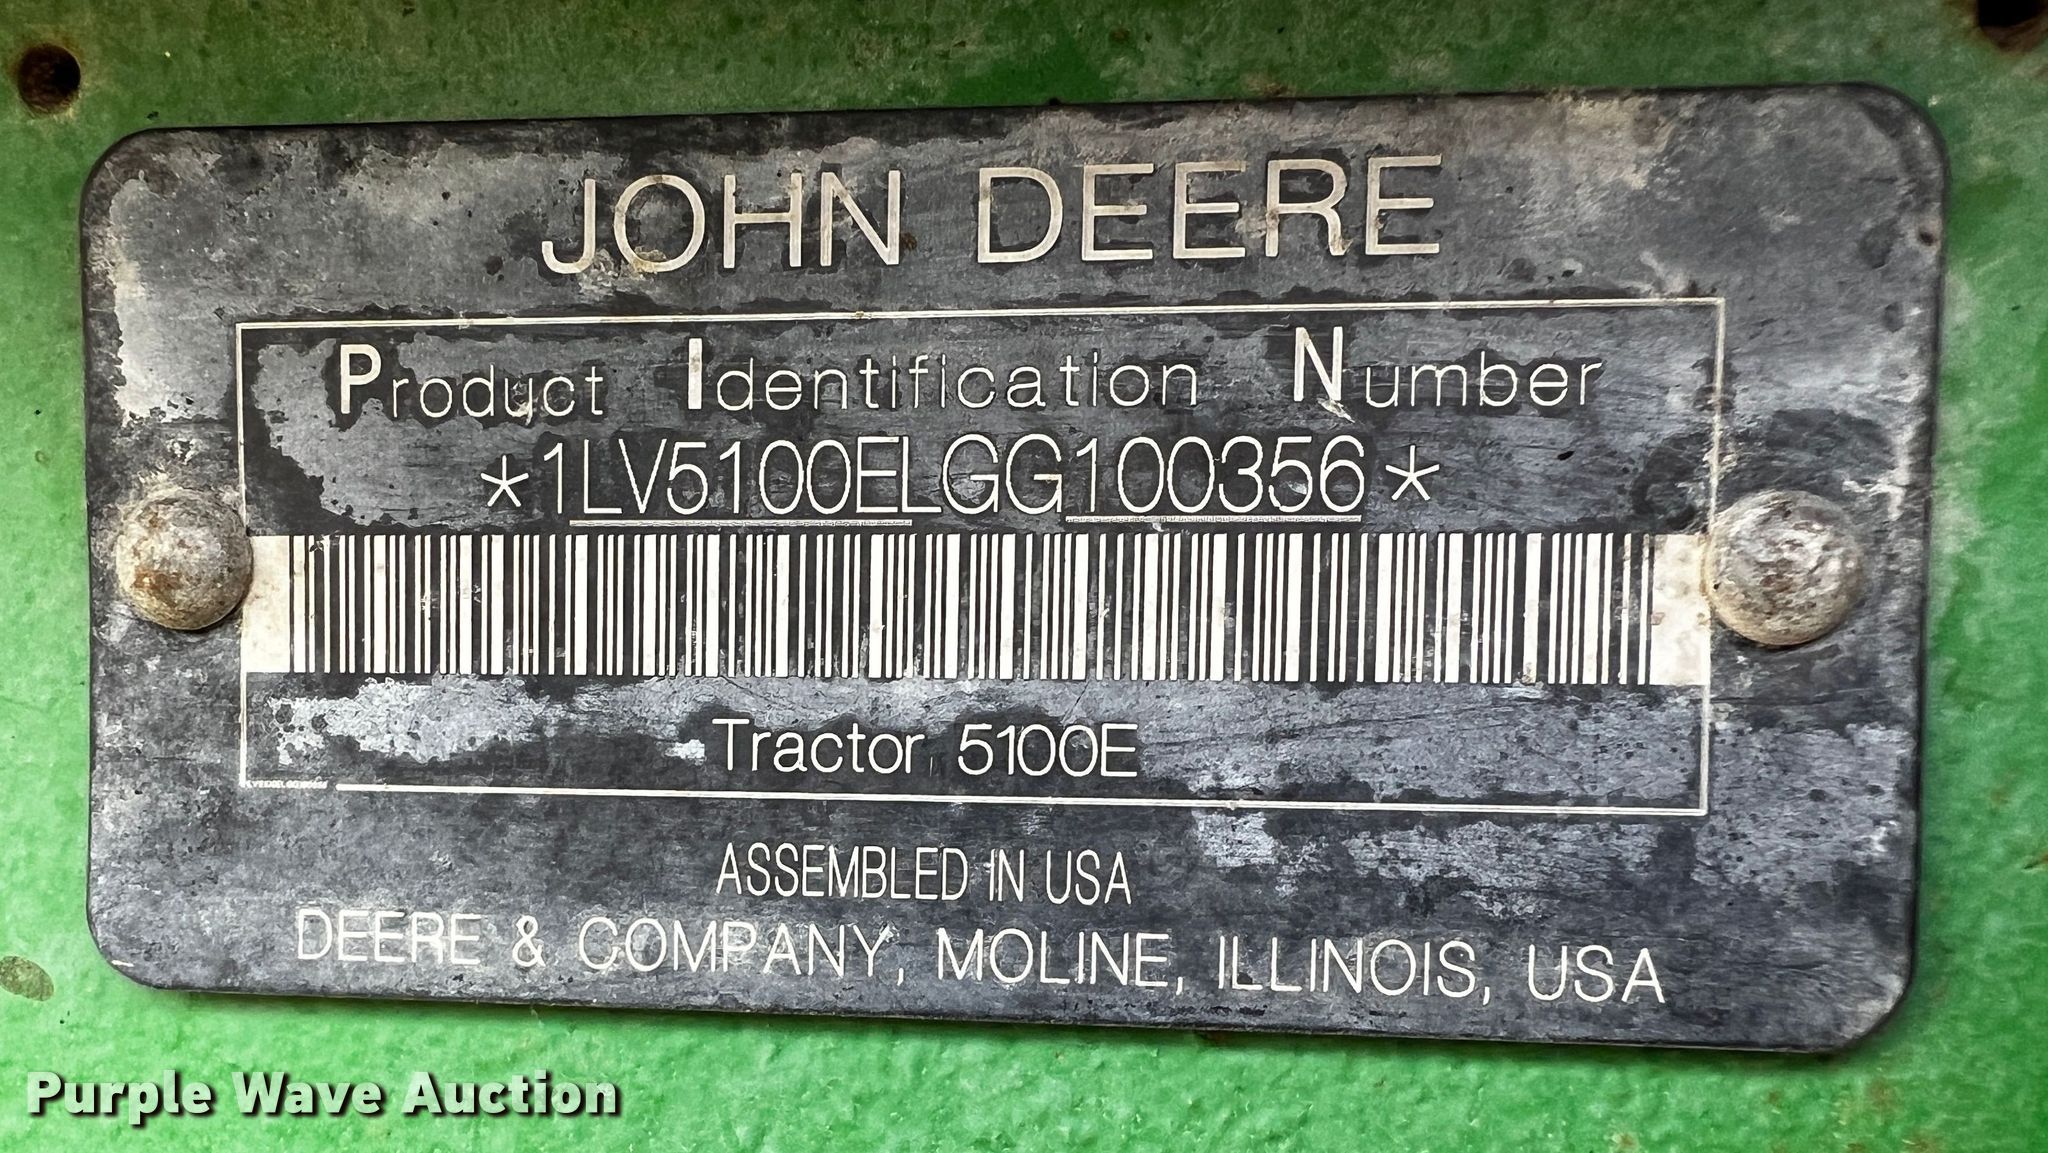 JOHN DEERE
Product Identification Number
*1LV5100ELGG100356*
Tractor 5100E
ASSEMBLED IN USA
DEERE & COMPANY, MOLINE, ILLINOIS, USA
Purple Wave Auction